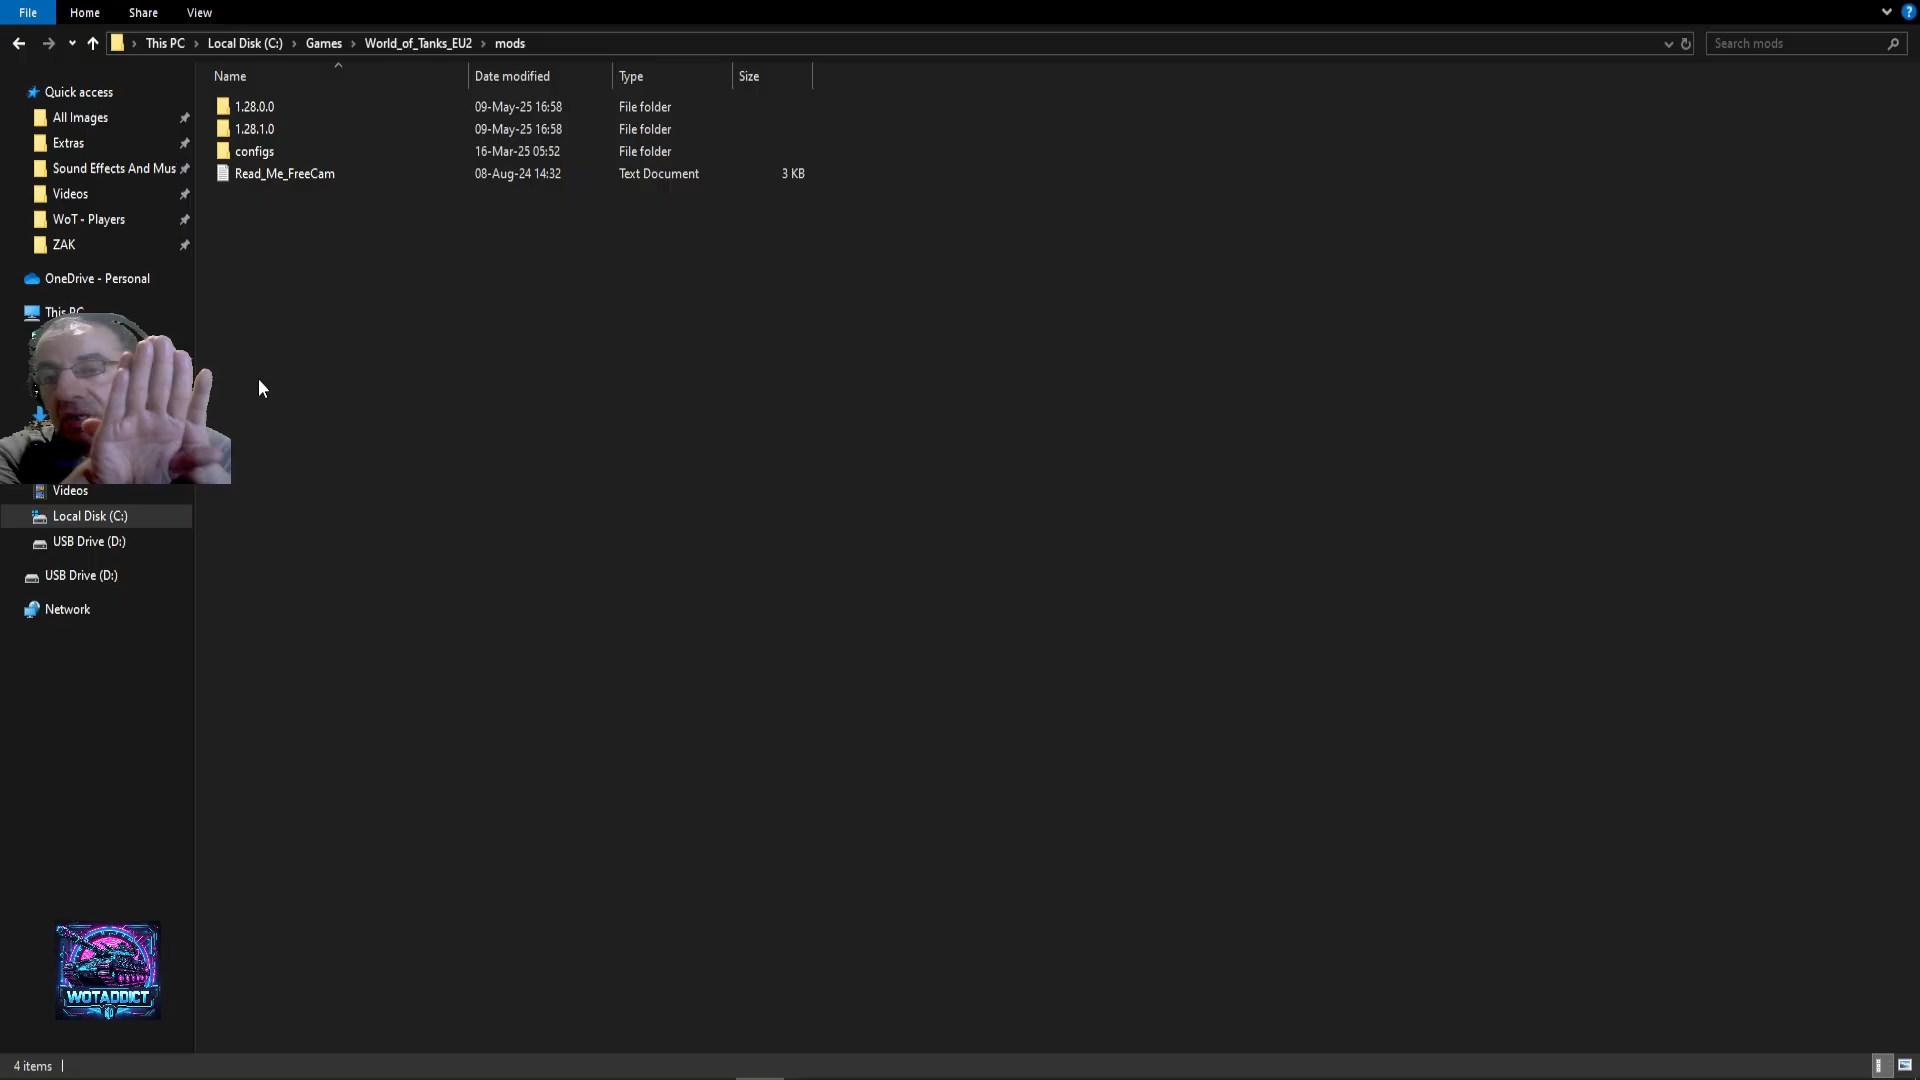 File Home Share View
This PC Local Disk (C:) Games World_of_Tanks_EU2 mods Search mods
Name Date modified Type Size
1.28.0.0 09-May-25 16:58 File folder
1.28.1.0 09-May-25 16:58 File folder
configs 16-Mar-25 05:52 File folder
Read_Me_FreeCam 08-Aug-24 14:32 Text Document 3 KB
Quick access
All Images
Extras
Sound Effects And Mus
Videos
WoT - Players
ZAK
OneDrive - Personal
This PC
Videos
Local Disk (C:)
USB Drive (D:)
USB Drive (D:)
Network
WOTADDICT
4 items